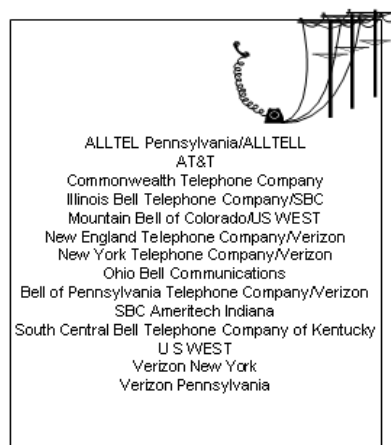 ALLTEL Pennsylvania/ALLTELL
AT&T
Commonwealth Telephone Company
Illinois Bell Telephone Company/SBC
Mountain Bell of Colorado/US WEST
New England Telephone Company/Verizon
New York Telephone Company/Verizon
Ohio Bell Communications
Bell of Pennsylvania Telephone Company/Verizon
SBC Ameritech Indiana
South Central Bell Telephone Company of Kentucky
U S WEST
Verizon New York
Verizon Pennsylvania